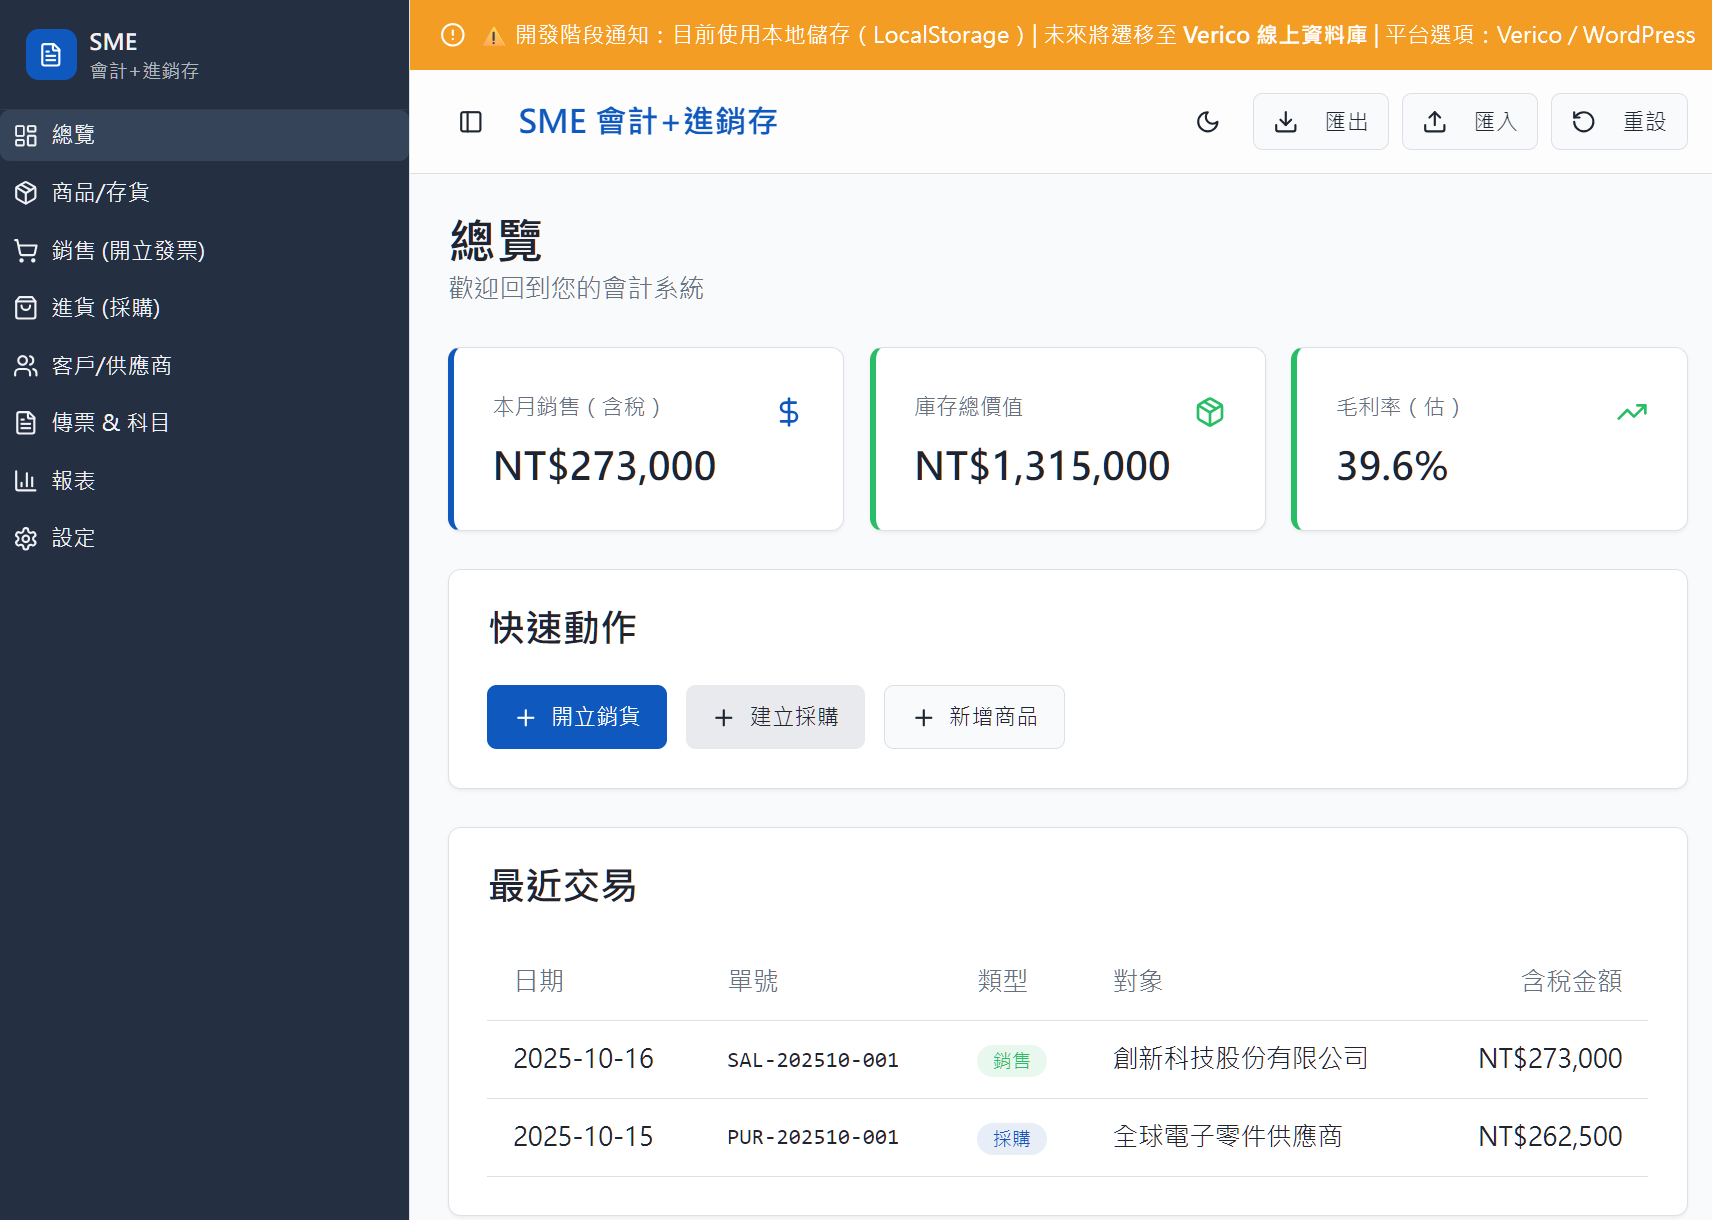 SME
會計+進銷存
總覽
商品/存貨
銷售 (開立發票)
進貨 (採購)
客戶/供應商
傳票 & 科目
報表
設定
⚠️ 開發階段通知：目前使用本地儲存（LocalStorage）| 未來將遷移至 Verico 線上資料庫 | 平台選項：Verico / WordPress
SME 會計+進銷存
匯出
匯入
重設
總覽
歡迎回到您的會計系統
本月銷售（含稅）
NT$273,000
庫存總價值
NT$1,315,000
毛利率（估）
39.6%
快速動作
開立銷貨
建立採購
新增商品
最近交易
日期 單號 類型 對象 含稅金額
2025-10-16 SAL-202510-001 銷售 創新科技股份有限公司 NT$273,000
2025-10-15 PUR-202510-001 採購 全球電子零件供應商 NT$262,500